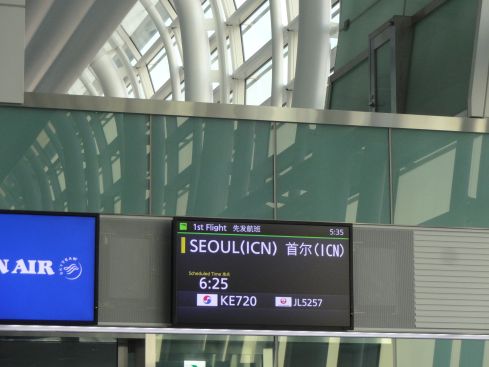 1st Flight 先发航班 5:35
SEOUL(ICN) 首尔(ICN)
Scheduled Time
6:25
KE720 JL5257
N AIR
SKYTEAM